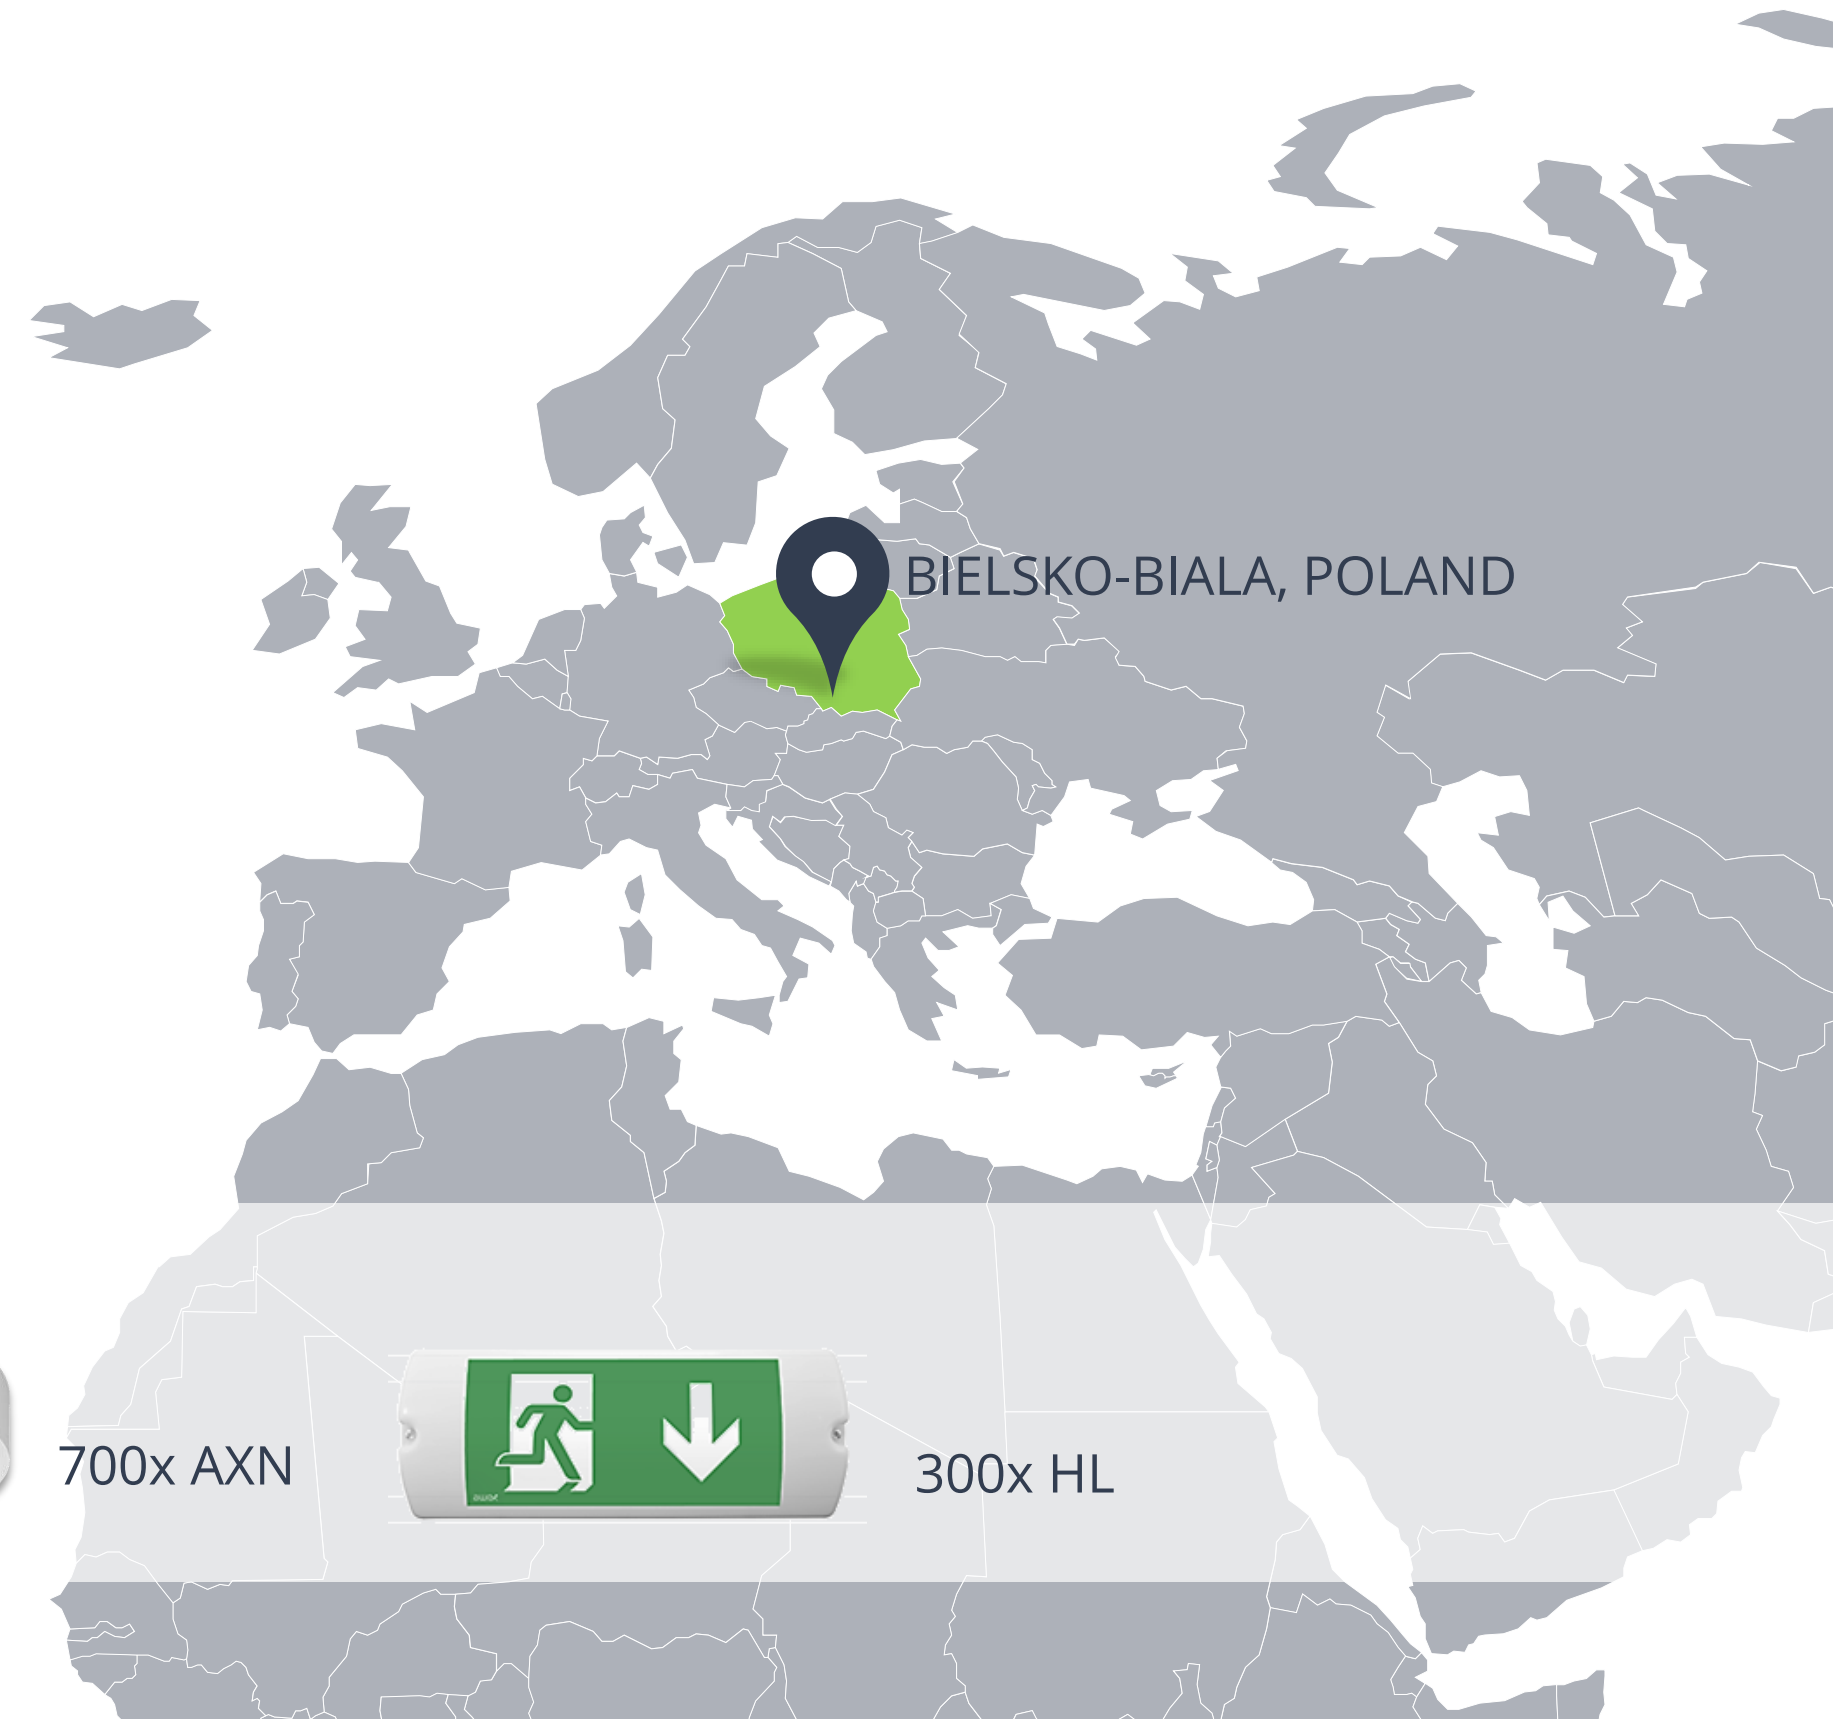 BIELSKO-BIALA, POLAND
700x AXN
300x HL